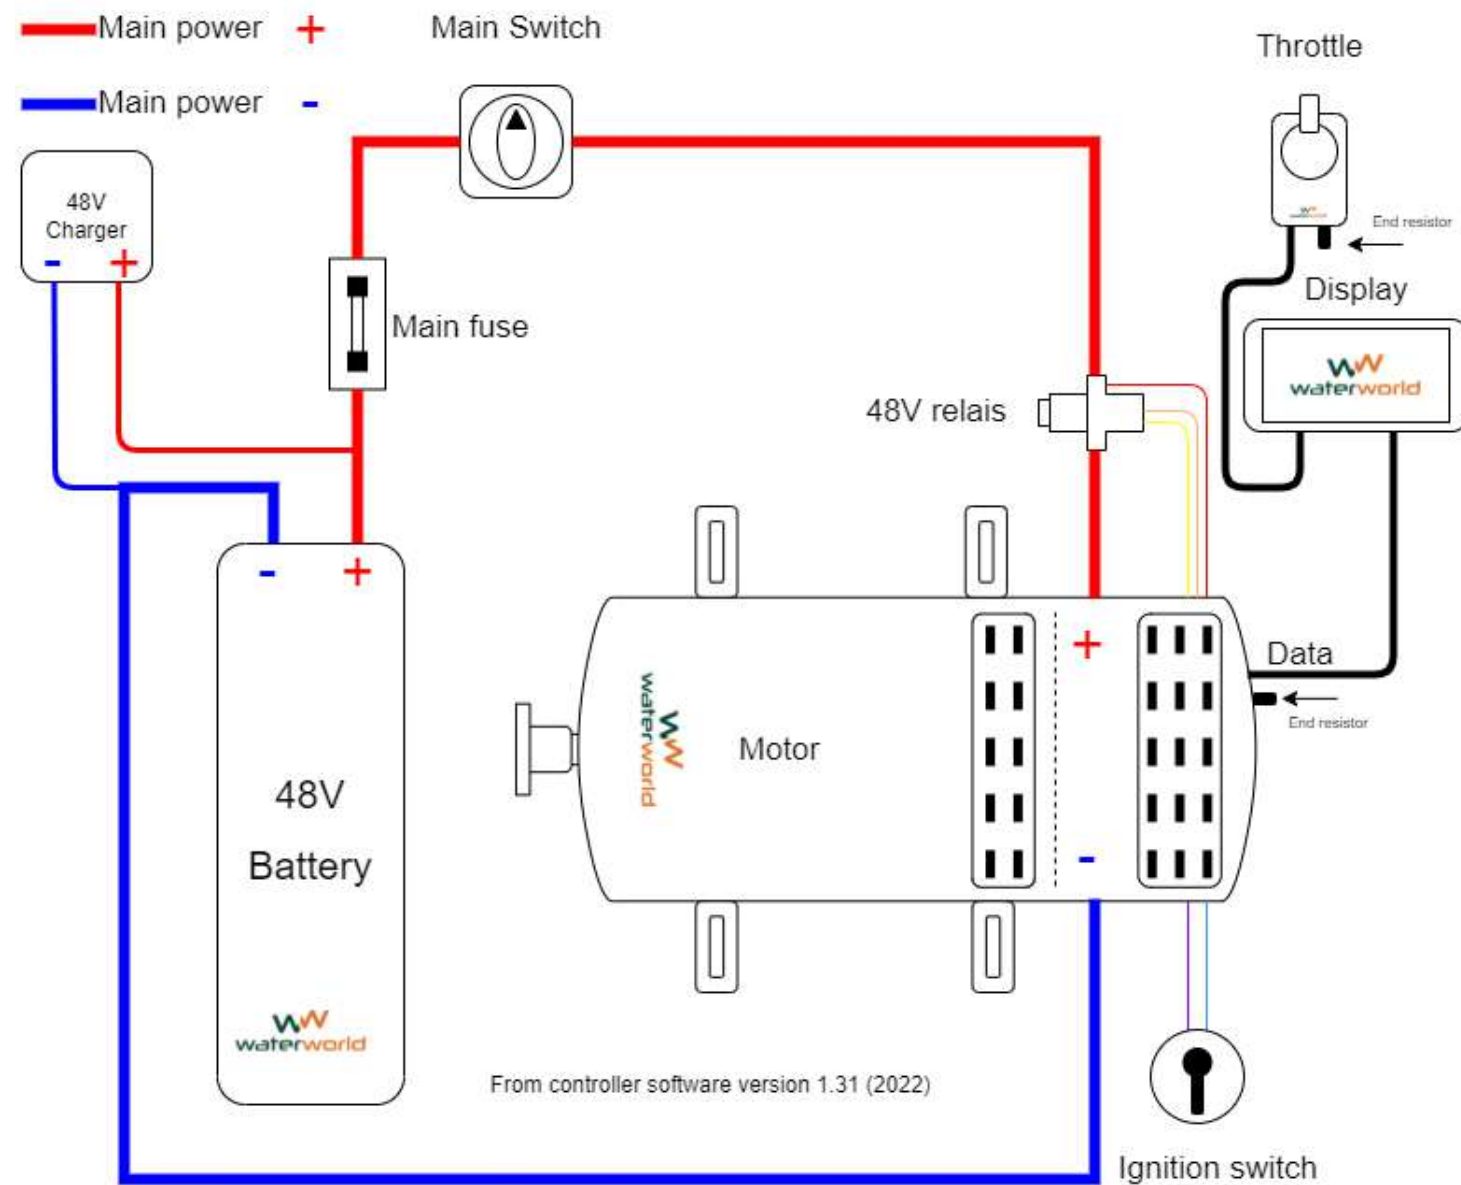 Main power +
Main Switch
Throttle
Main power -
48V
Charger
- +
End resistor
waterworld
Display
Main fuse
waterworld
48V relais
- +
+
Data
End resistor
waterworld
Motor
48V
Battery
-
waterworld
From controller software version 1.31 (2022)
Ignition switch